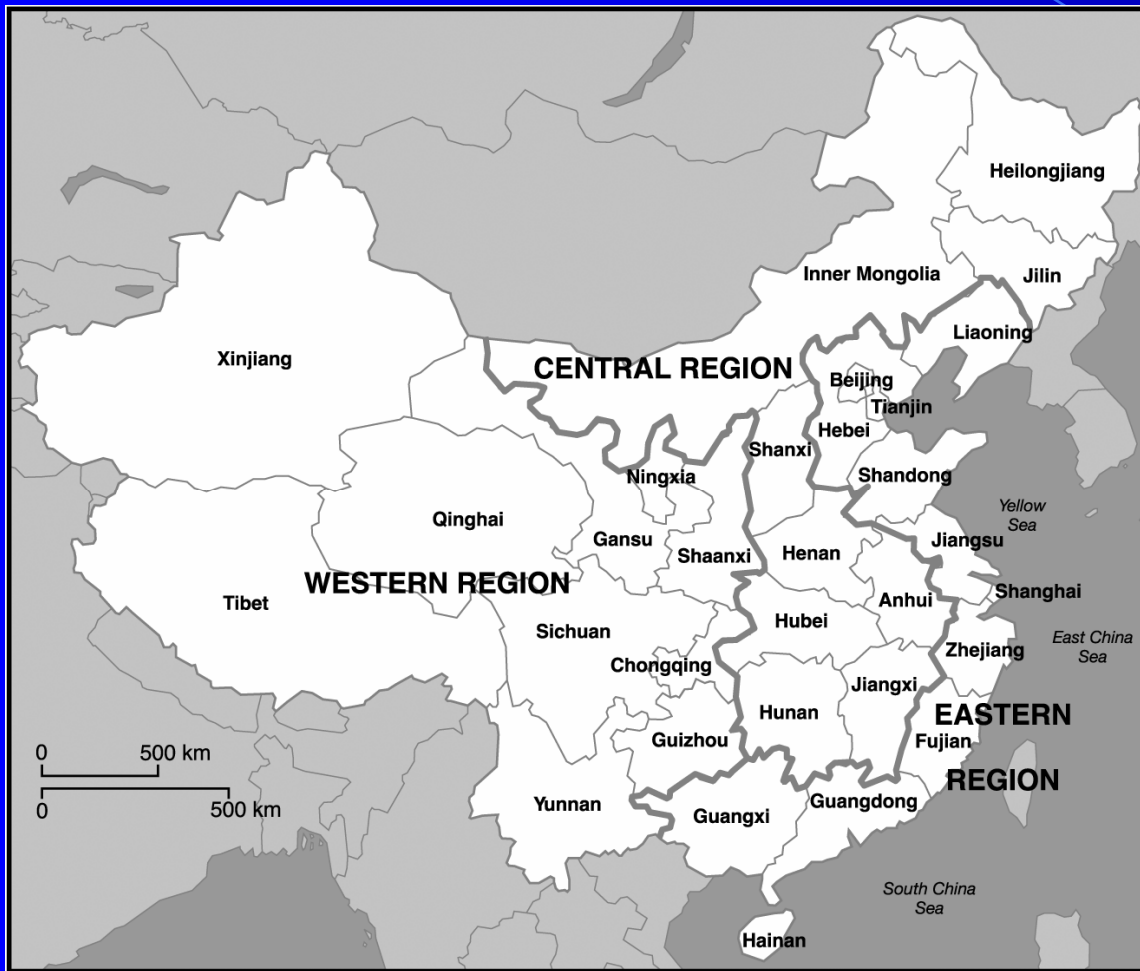 Heilongjiang
Inner Mongolia
Jilin
Liaoning
Xinjiang
CENTRAL REGION
Beijing
Tianjin
Hebei
Shanxi
Shandong
Ningxia
Yellow
Sea
Qinghai
Gansu
Shaanxi
Henan
Jiangsu
WESTERN REGION
Tibet
Anhui
Shanghai
Hubei
Sichuan
East China
Sea
Zhejiang
Chongqing
Jiangxi
Hunan
EASTERN
REGION
Guizhou
Fujian
0 500 km
0 500 km
Yunnan
Guangxi
Guangdong
South China
Sea
Hainan